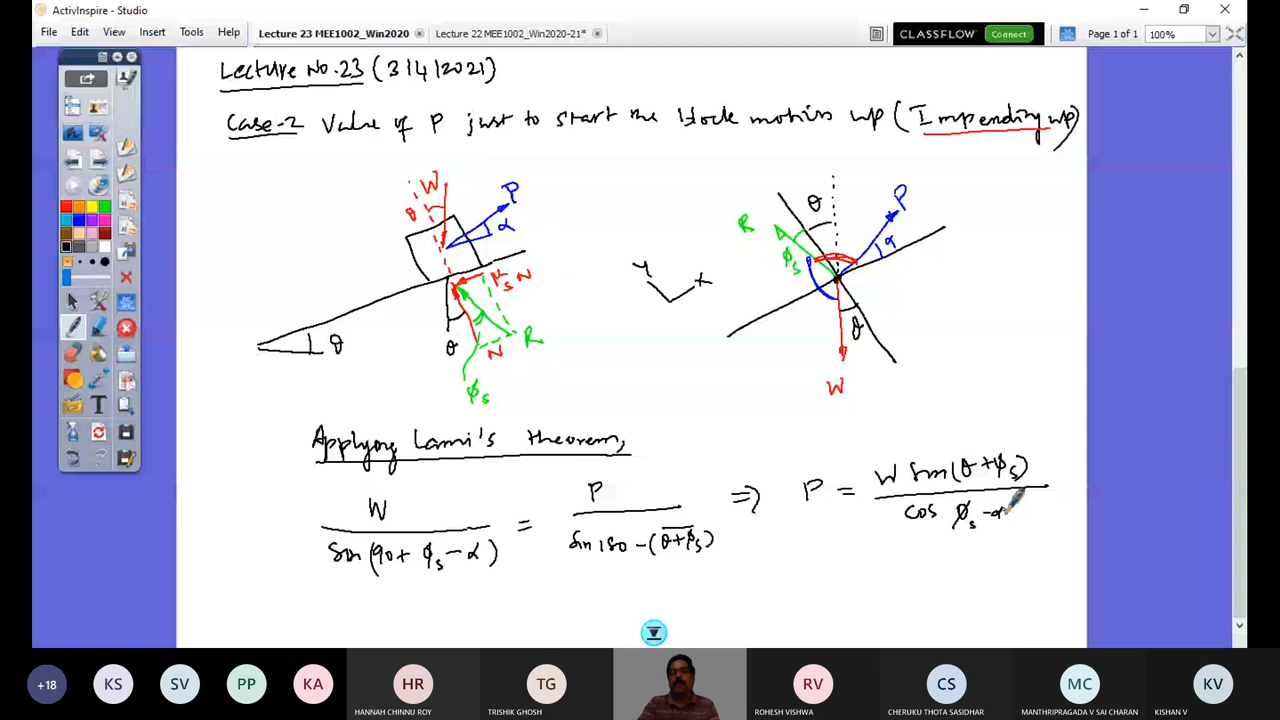 ActivInspire - Studio
File Edit View Insert Tools Help
Lecture 23 MEE1002_Win2020
Lecture 22 MEE1002_Win2020-21*
CLASSFLOW Connect
Page 1 of 1
100%
Lecture No.23 (3|4|2021)
Case-2 Value of P just to start the block motion up (Impending up)
W
θ
P
α
μs N
R
N
φs
θ
θ
Y
X
θ
R
φs
P
α
θ
W
Applying Lami's theorem,
W / sin(90+ φs-α) = P / sin 180-(θ+φs) ⇒ P = W sin(θ+φs) / cos φs-α
+18
KS
SV
PP
KA
HR
HANNAH CHINNU ROY
TG
TRISHIK GHOSH
RV
ROHESH VISHWA
CS
CHERUKU THOTA SASIDHAR
MC
MANTHRIPRAGADA V SAI CHARAN
KV
KISHAN V